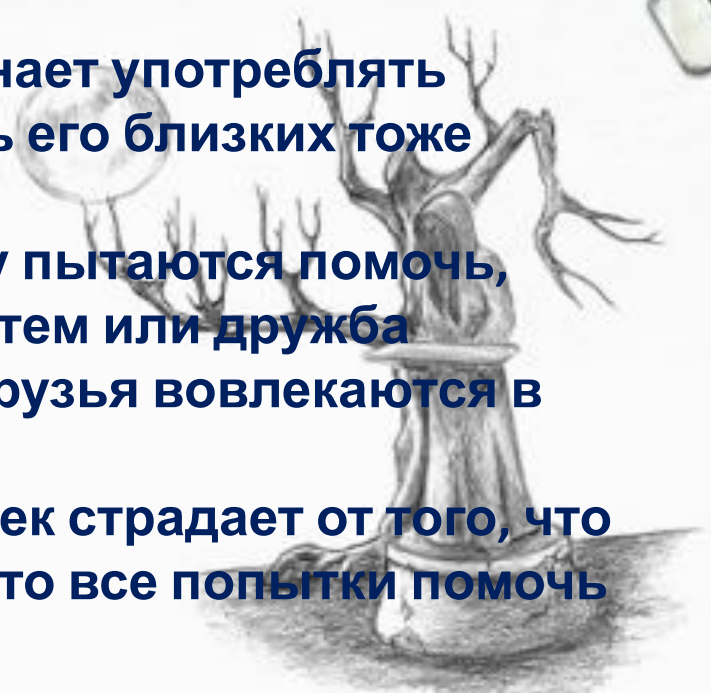 нает употреблять
ь его близких тоже
у пытаются помочь,
тем или дружба
рузья вовлекаются в
ек страдает от того, что
то все попытки помочь